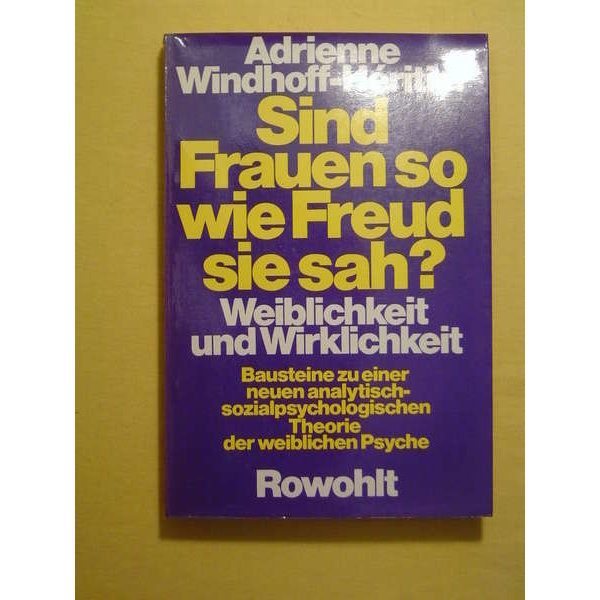 Adrienne
Windhoff-Héritier
Sind
Frauen so
wie Freud
sie sah?
Weiblichkeit
und Wirklichkeit
Bausteine zu einer
neuen analytisch-
sozialpsychologischen
Theorie
der weiblichen Psyche
Rowohlt